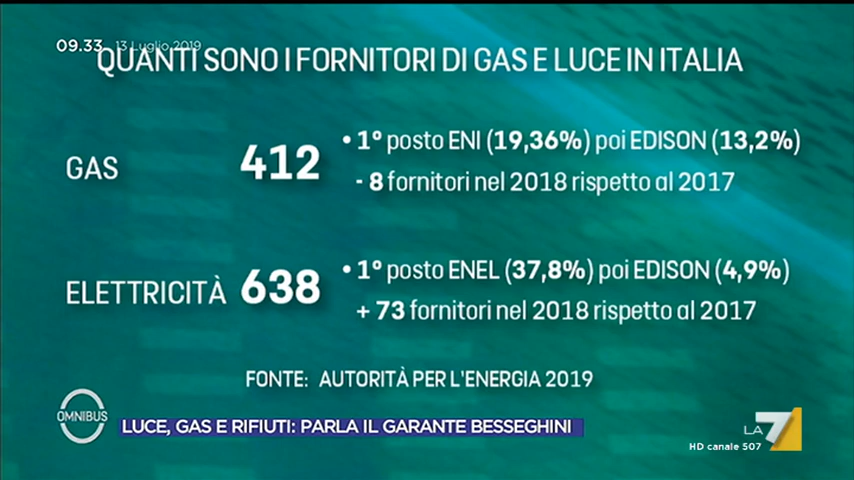 09.33 13 Luglio 2019
QUANTI SONO I FORNITORI DI GAS E LUCE IN ITALIA
GAS 412
• 1° posto ENI (19,36%) poi EDISON (13,2%)
- 8 fornitori nel 2018 rispetto al 2017
ELETTRICITÀ 638
• 1° posto ENEL (37,8%) poi EDISON (4,9%)
+ 73 fornitori nel 2018 rispetto al 2017
FONTE: AUTORITÀ PER L'ENERGIA 2019
OMNIBUS
LUCE, GAS E RIFIUTI: PARLA IL GARANTE BESSEGHINI
LA 7
HD canale 507